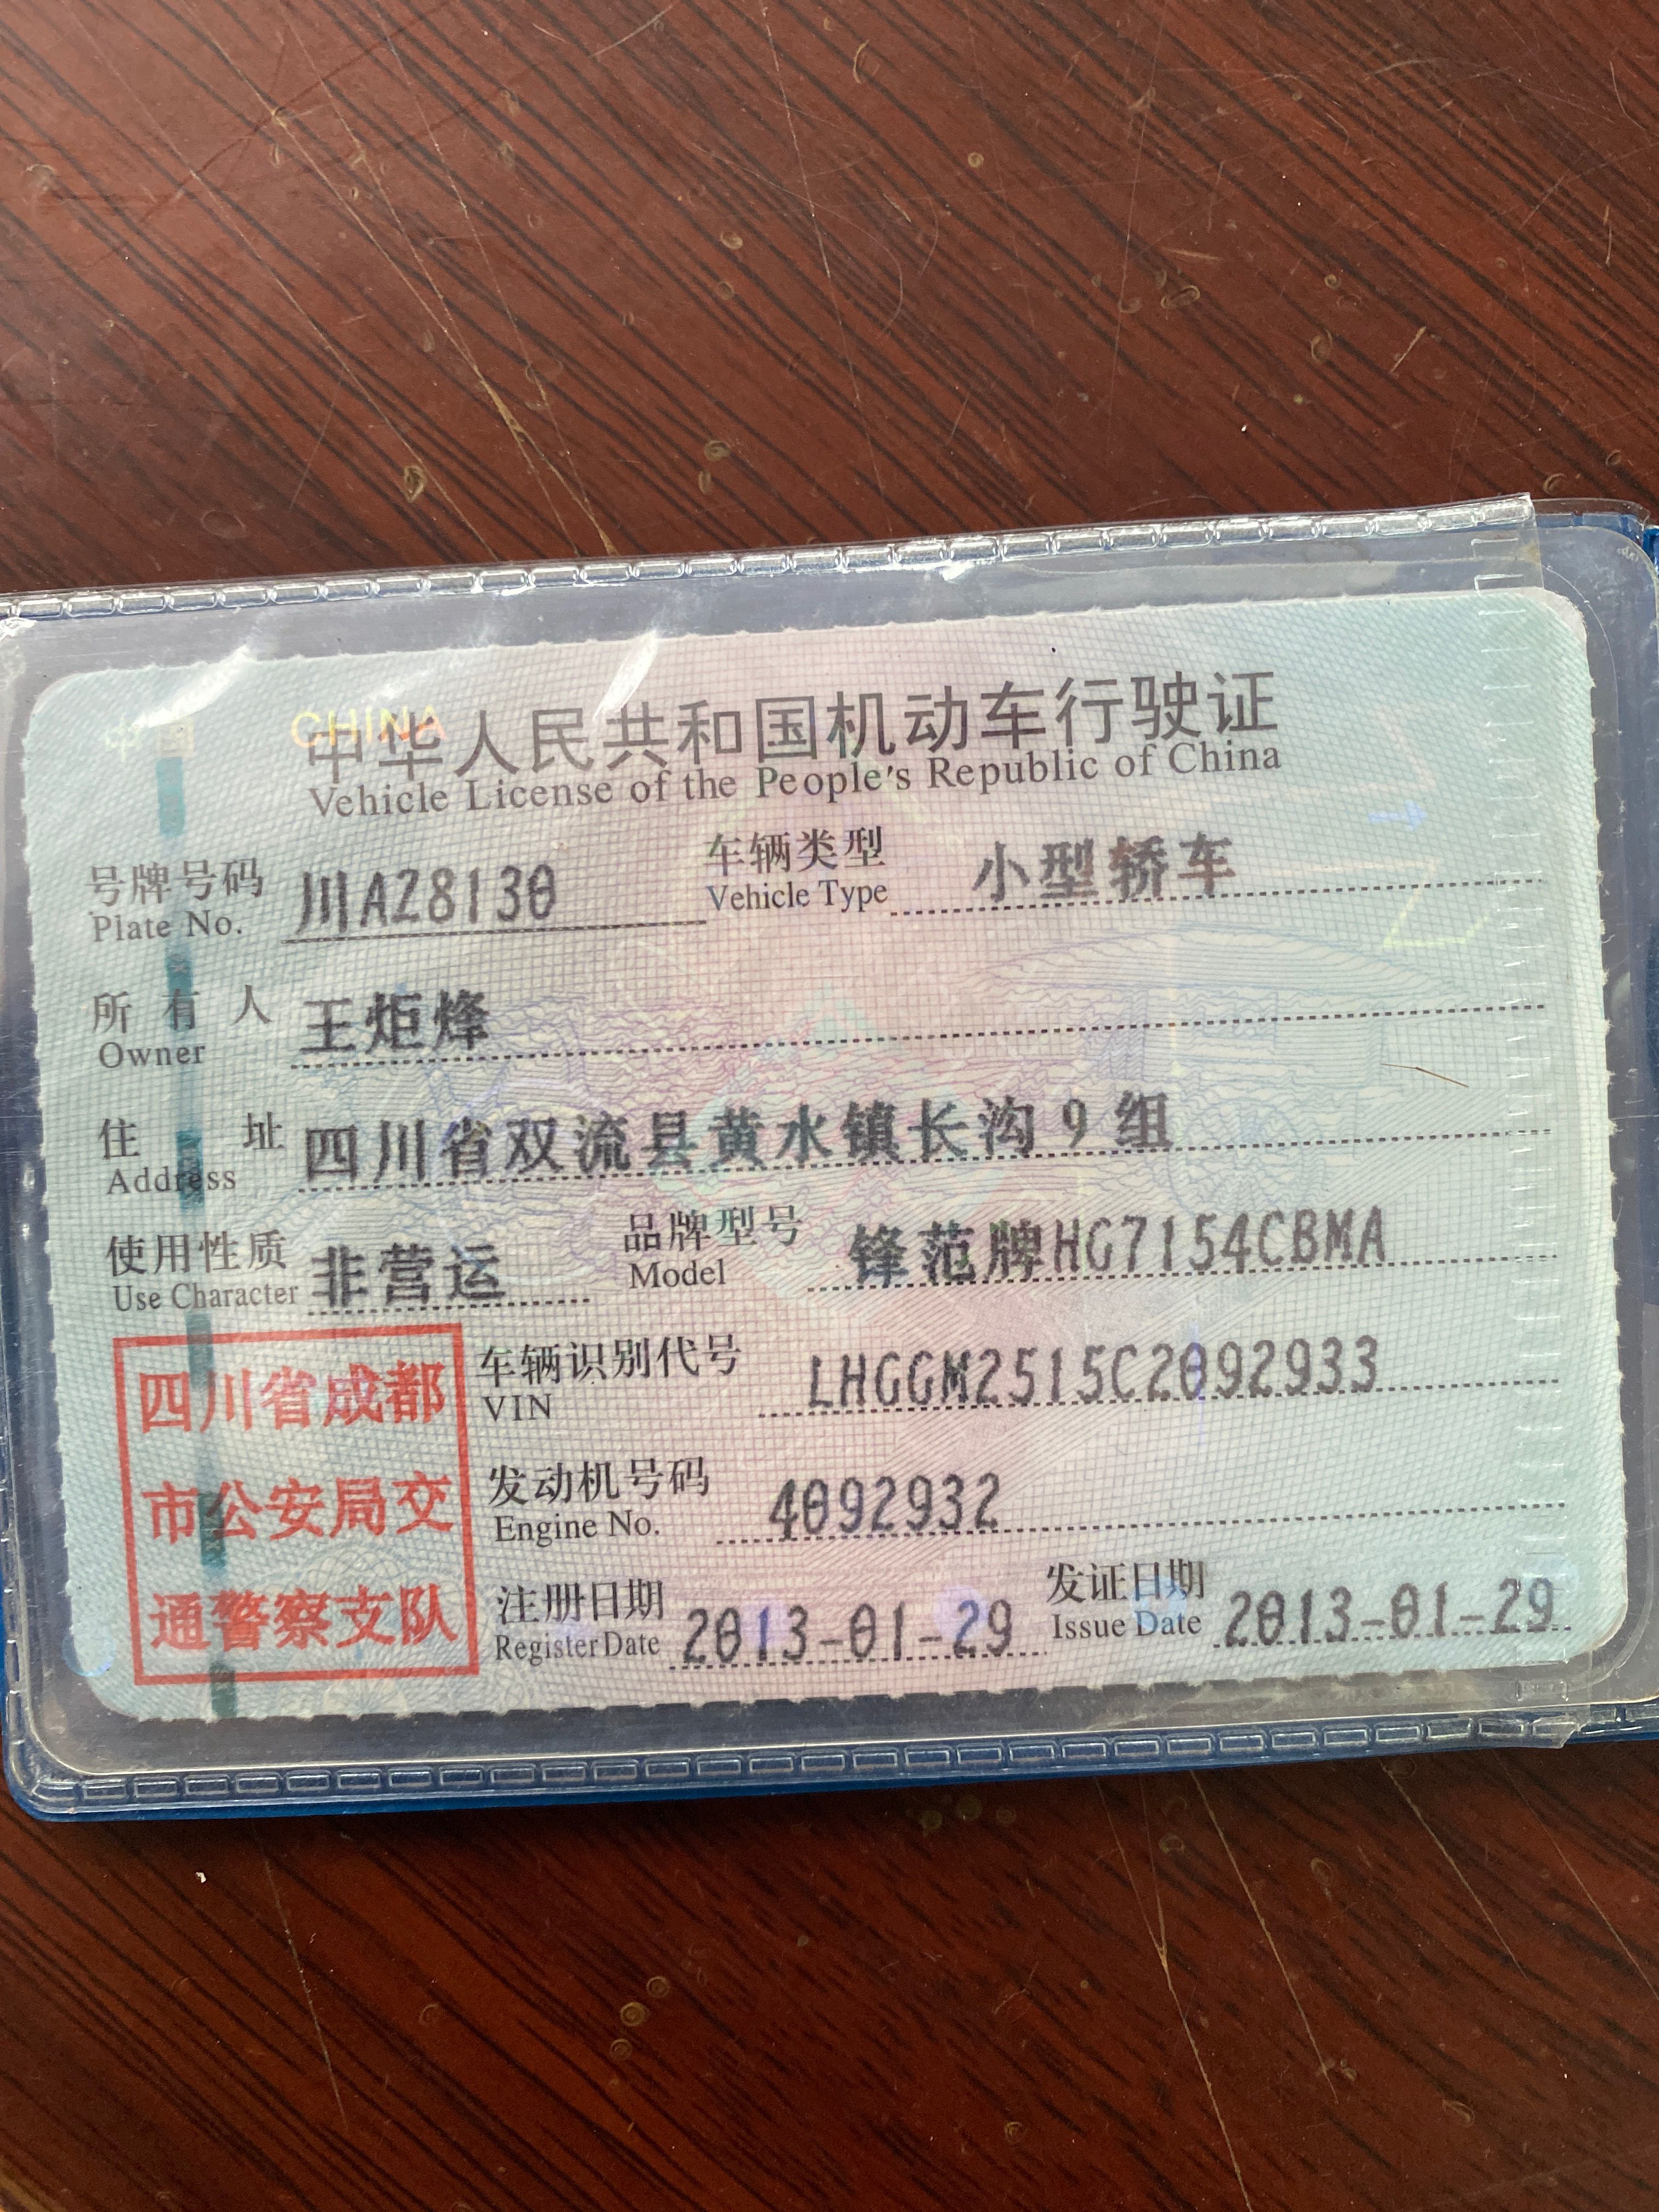 中国
CHINA
中华人民共和国机动车行驶证
Vehicle License of the People's Republic of China
号牌号码 川AZ8130 车辆类型 小型轿车
Plate No. Vehicle Type
所有人 王炬烽
Owner
住址 四川省双流县黄水镇长沟9组
Address
使用性质 非营运 品牌型号 锋范牌HG7154CBMA
Use Character Model
四川省成都
市公安局交
通警察支队
车辆识别代号 LHGGM2515C2092933
VIN
发动机号码 4092932
Engine No.
注册日期 2013-01-29 发证日期 2013-01-29
Register Date Issue Date